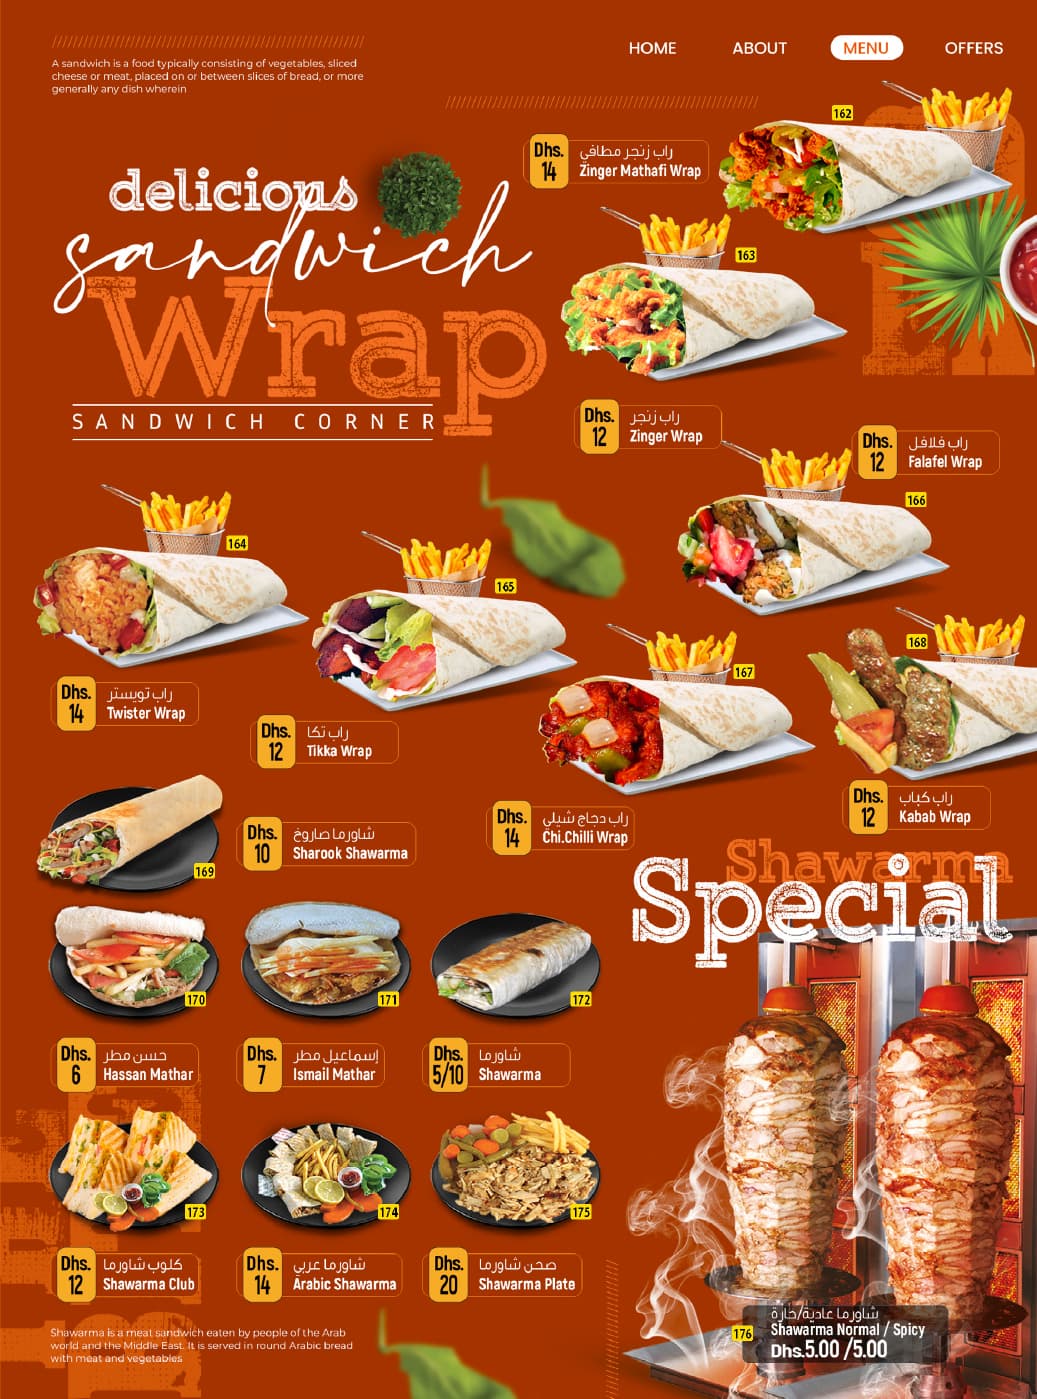 A sandwich is a food typically consisting of vegetables, sliced
cheese or meat, placed on or between slices of bread, or more
generally any dish wherein
HOME ABOUT MENU OFFERS
delicious
sandwich
Wrap
SANDWICH CORNER
162
Dhs.
14
راب زنجر مطافي
Zinger Mathafi Wrap
163
Dhs.
12
راب زنجر
Zinger Wrap
Dhs.
12
راب فلافل
Falafel Wrap
166
164
Dhs.
14
راب تويستر
Twister Wrap
165
Dhs.
12
راب تكا
Tikka Wrap
167
Dhs.
14
راب دجاج شيلي
Chi.Chilli Wrap
168
Dhs.
12
راب كباب
Kabab Wrap
169
Dhs.
10
شاورما صاروخ
Sharook Shawarma
170
Dhs.
6
حسن مطر
Hassan Mathar
171
Dhs.
7
إسماعيل مطر
Ismail Mathar
172
Dhs.
5/10
شاورما
Shawarma
173
Dhs.
12
كلوب شاورما
Shawarma Club
174
Dhs.
14
شاورما عربي
Arabic Shawarma
175
Dhs.
20
صحن شاورما
Shawarma Plate
Shawarma is a meat sandwich eaten by people of the Arab
world and the Middle East. It is served in round Arabic bread
with meat and vegetables
Shawarma
Special
176
شاورما عادية/حارة
Shawarma Normal / Spicy
Dhs.5.00 /5.00